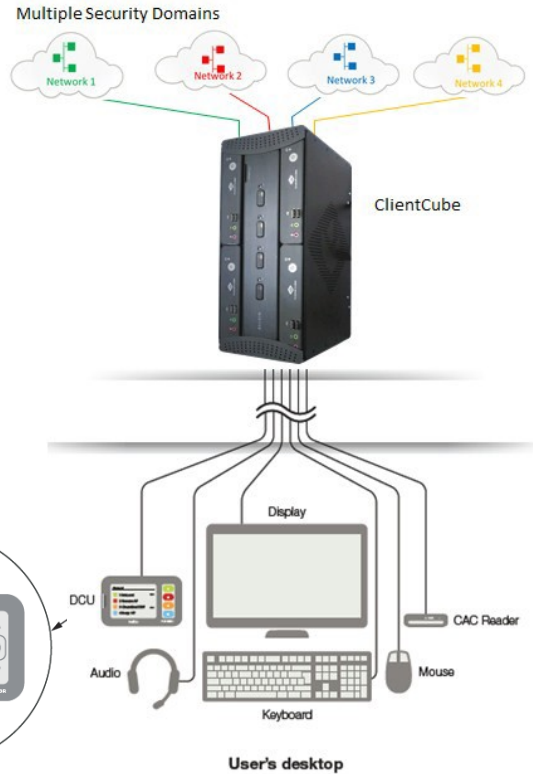 Multiple Security Domains
Network 1
Network 2
Network 3
Network 4
ClientCube
Display
DCU
CAC Reader
Audio
Mouse
Keyboard
User's desktop